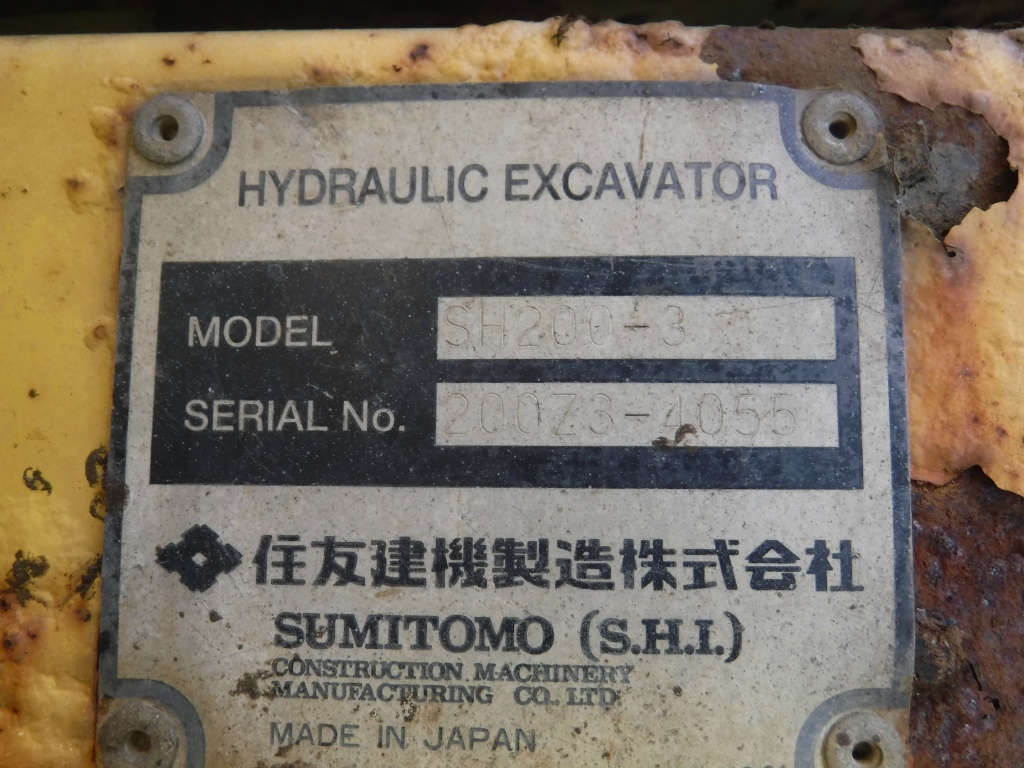 HYDRAULIC EXCAVATOR
MODEL SH200-3
SERIAL No. 200Z3-4055
住友建機製造株式会社
SUMITOMO (S.H.I.)
CONSTRUCTION MACHINERY
MANUFACTURING CO. LTD.
MADE IN JAPAN